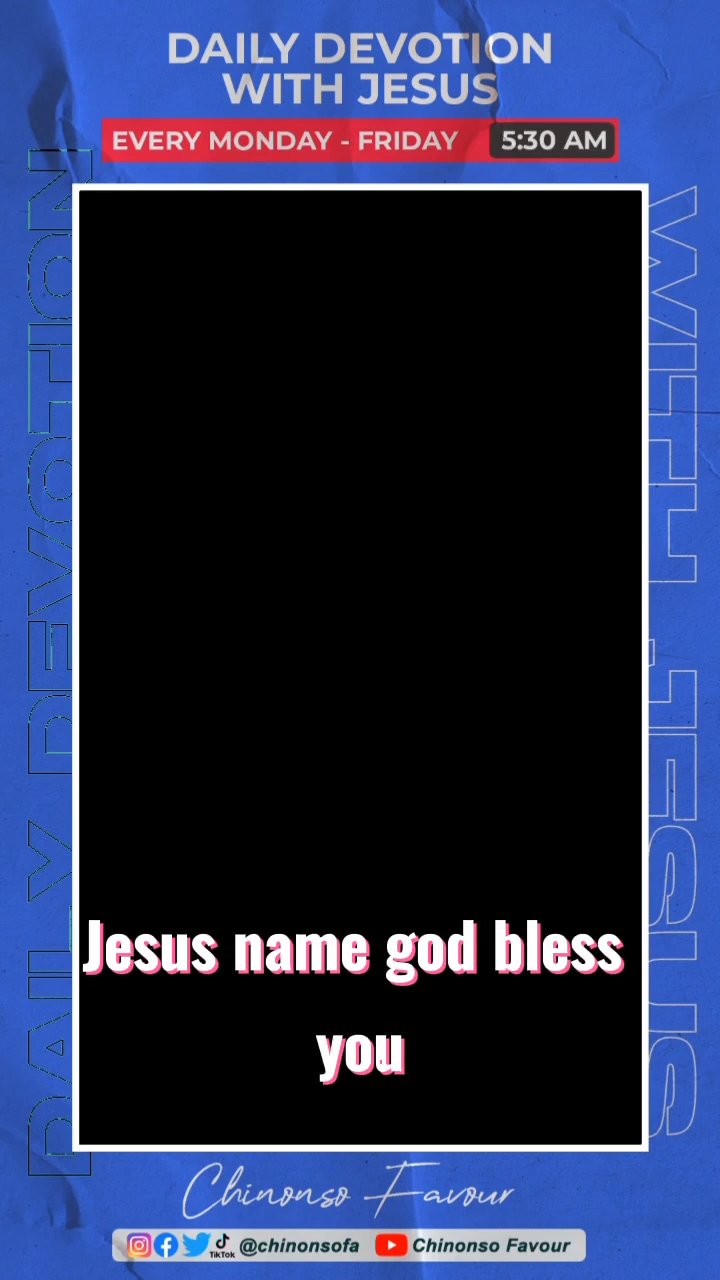 DAILY DEVOTION
WITH JESUS
EVERY MONDAY - FRIDAY 5:30 AM
DAILY DEVOTION
WITH JESUS
Jesus name god bless
you
Chinonso Favour
TikTok @chinonsofa Chinonso Favour